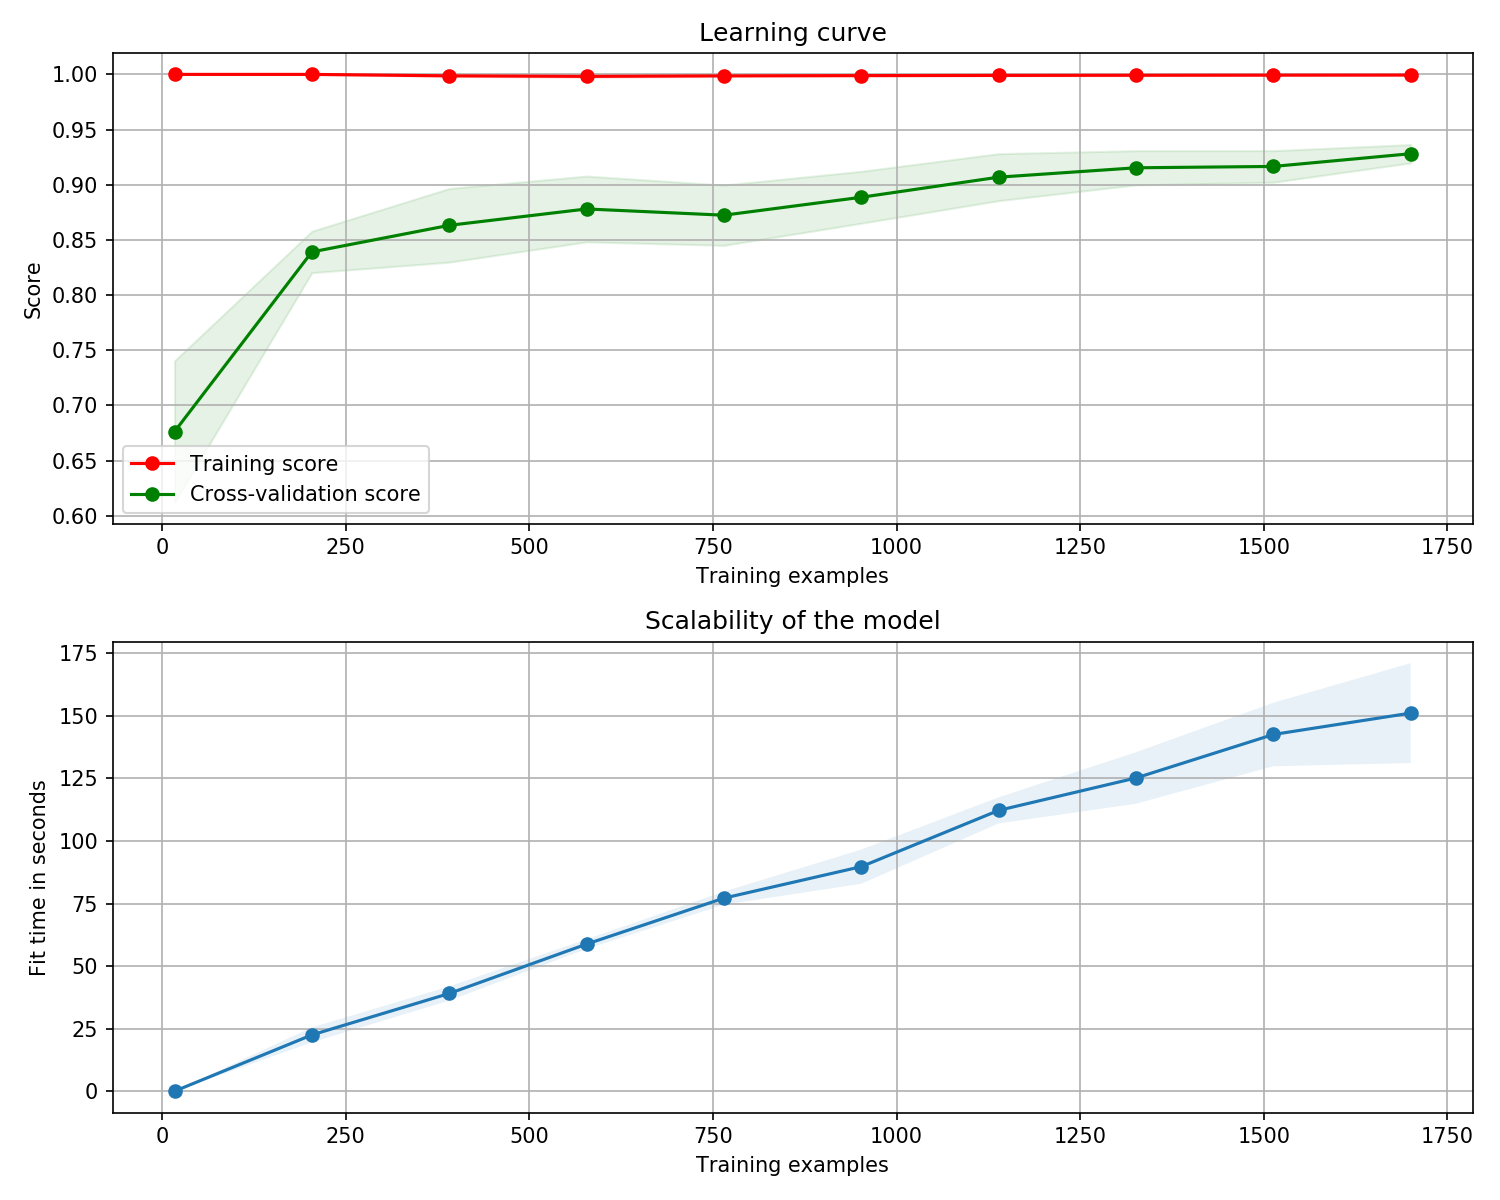 Learning curve
1.00
0.95
0.90
0.85
0.80
0.75
0.70
0.65
0.60
Score
Training score
Cross-validation score
0 250 500 750 1000 1250 1500 1750
Training examples
Scalability of the model
175
150
125
100
75
50
25
0
Fit time in seconds
0 250 500 750 1000 1250 1500 1750
Training examples